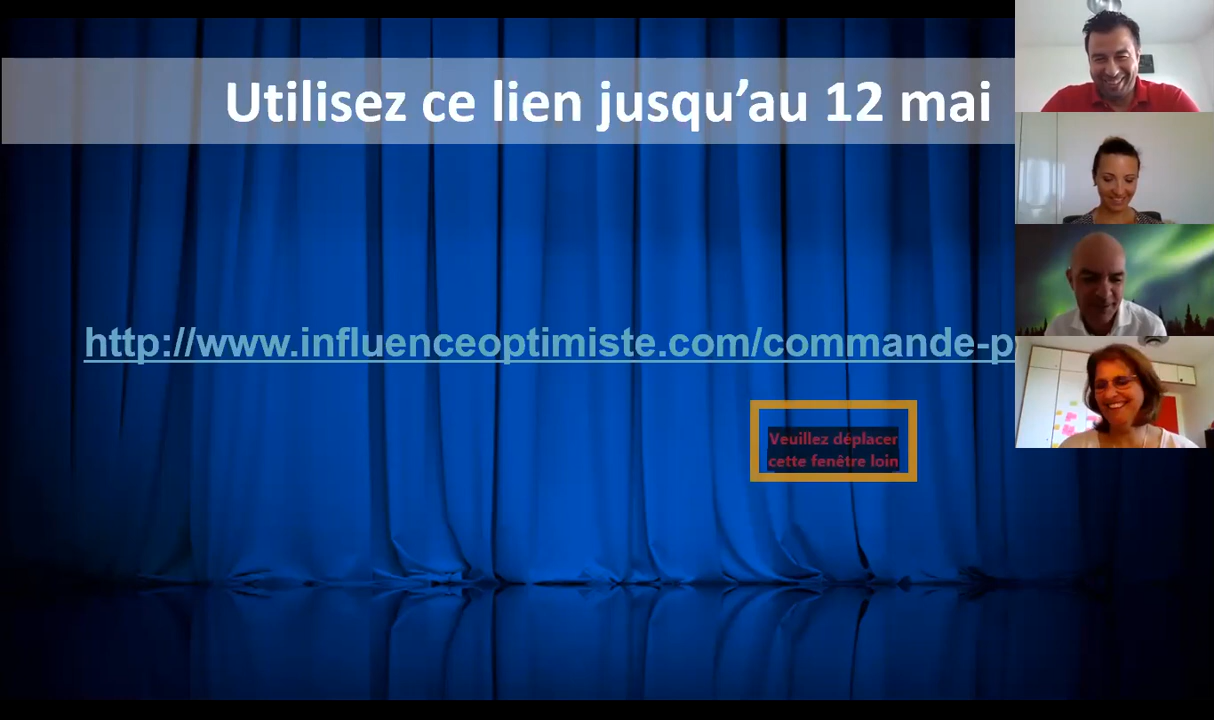 Utilisez ce lien jusqu’au 12 mai
http://www.influenceoptimiste.com/commande-p
Veuillez déplacer
cette fenêtre loin